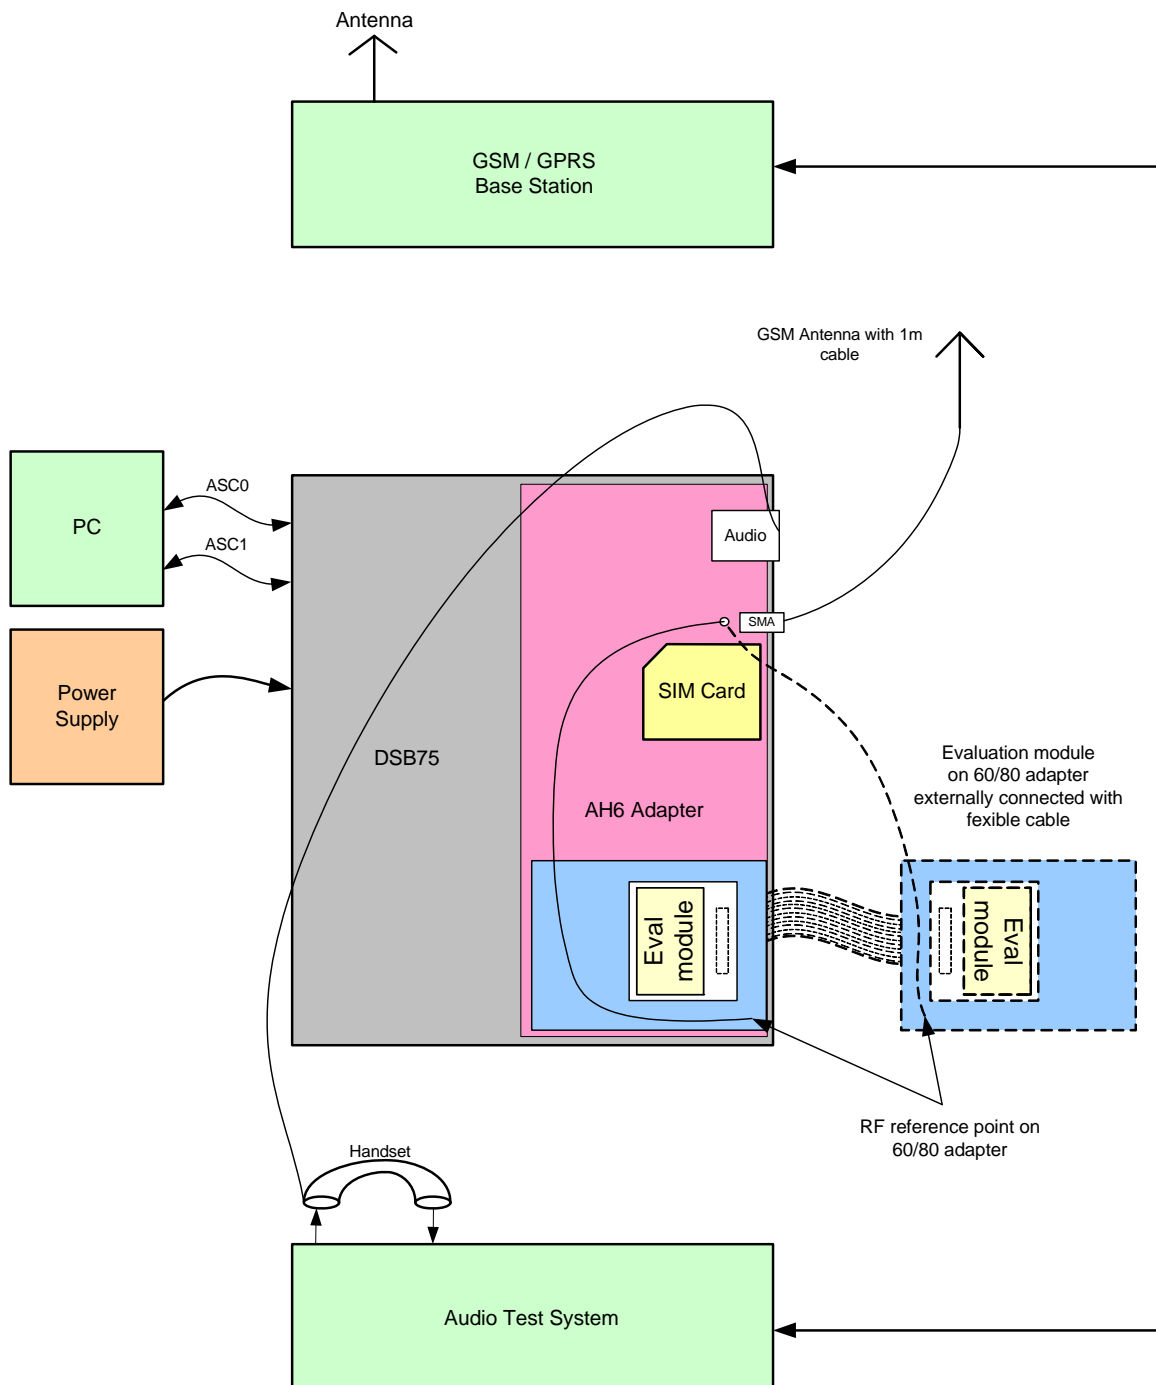 Antenna
GSM / GPRS
Base Station
GSM Antenna with 1m
cable
PC
ASC0
ASC1
Audio
SMA
Power
Supply
SIM Card
DSB75
AH6 Adapter
Evaluation module
on 60/80 adapter
externally connected with
fexible cable
Eval
module
Eval
module
RF reference point on
60/80 adapter
Handset
Audio Test System